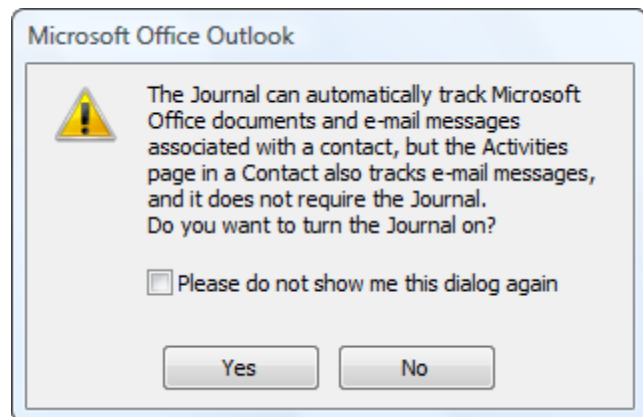 Microsoft Office Outlook
The Journal can automatically track Microsoft
Office documents and e-mail messages
associated with a contact, but the Activities
page in a Contact also tracks e-mail messages,
and it does not require the Journal.
Do you want to turn the Journal on?
Please do not show me this dialog again
Yes
No